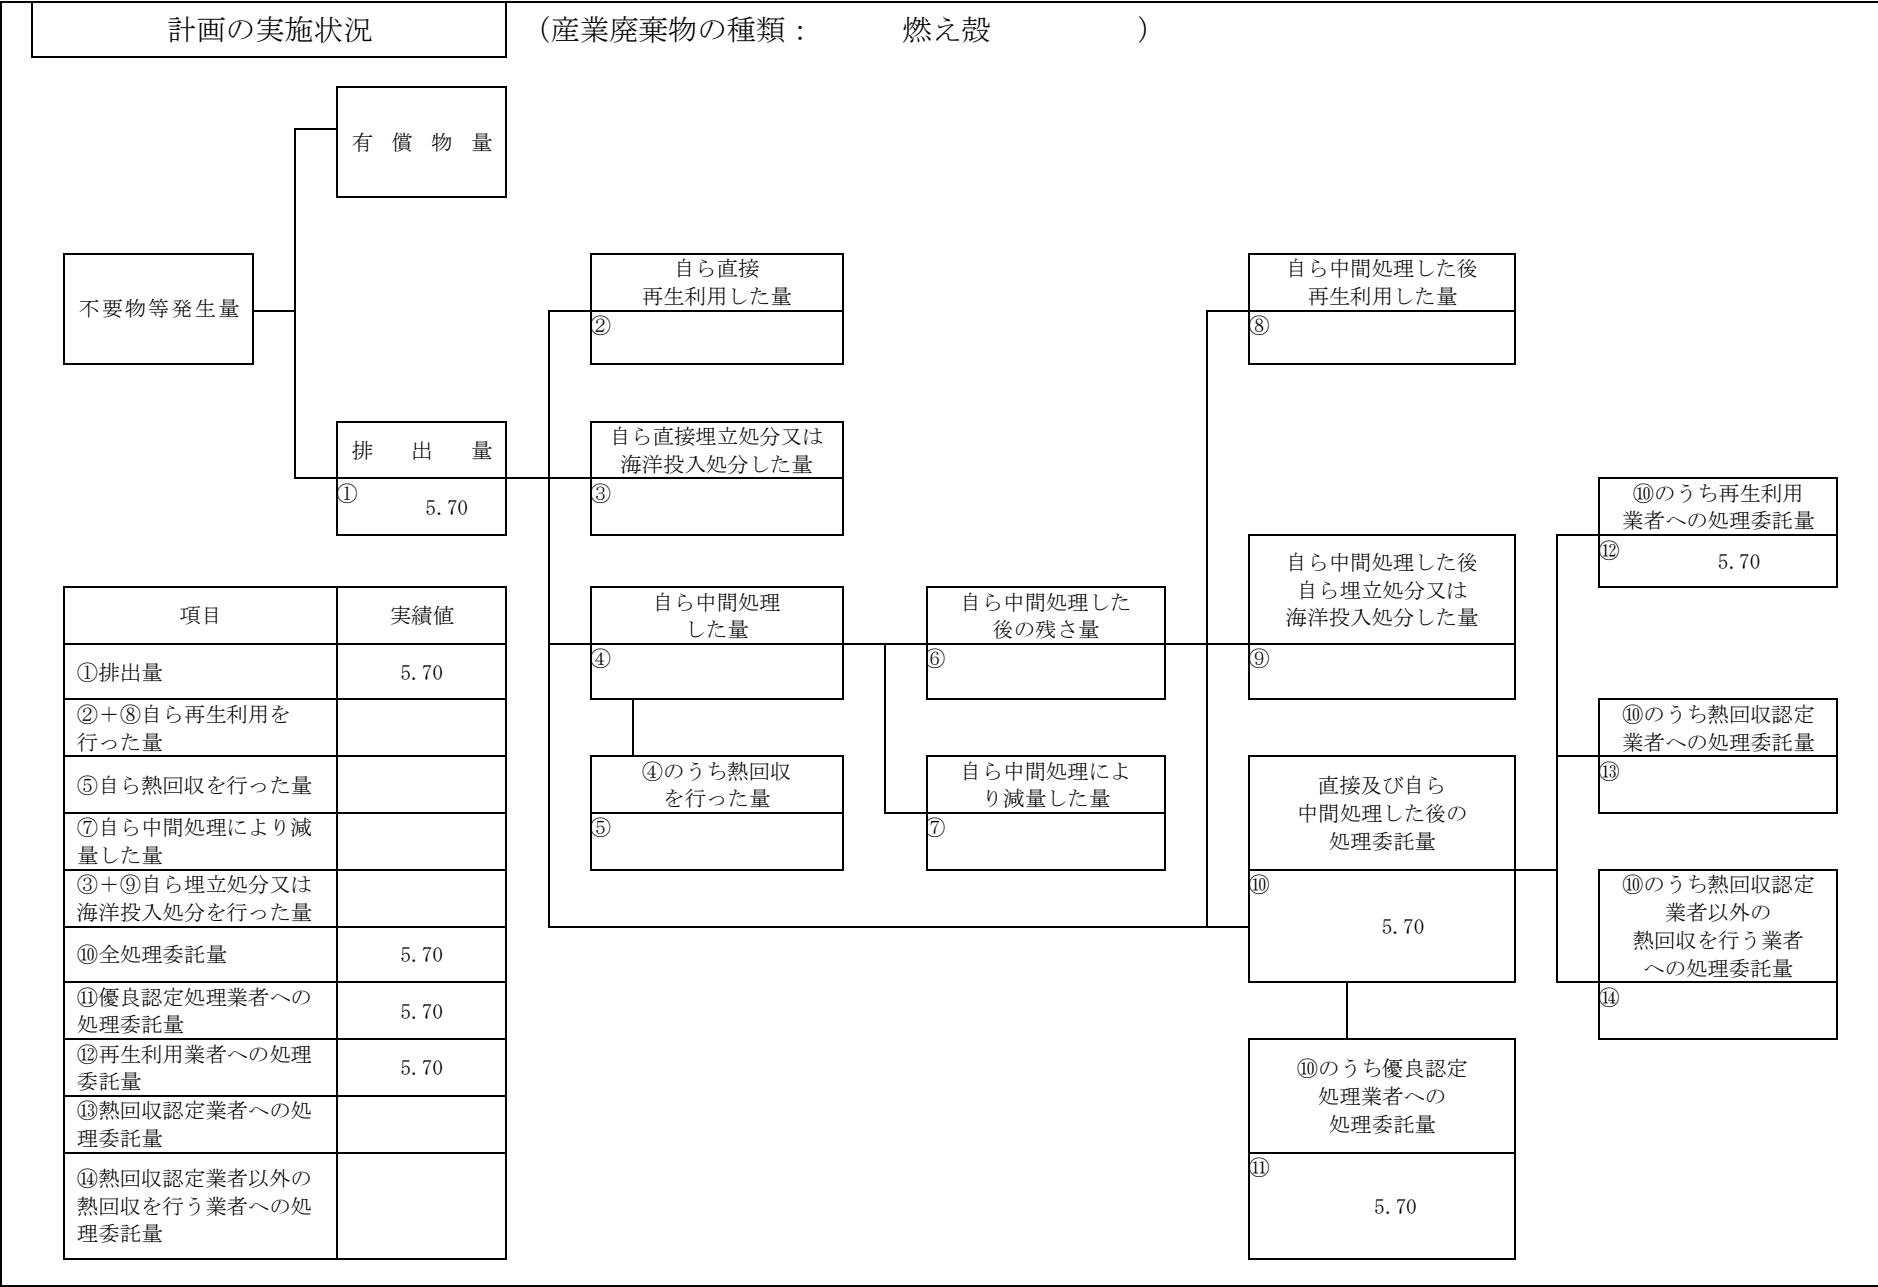 計画の実施状況 （産業廃棄物の種類： 燃え殻 ）
有償物量
不要物等発生量
自ら直接
再生利用した量
②
自ら中間処理した後
再生利用した量
⑧
排出量
①
5.70
自ら直接埋立処分又は
海洋投入処分した量
③
⑩のうち再生利用
業者への処理委託量
⑫
5.70
自ら中間処理した後
自ら埋立処分又は
海洋投入処分した量
⑨
自ら中間処理
した量
④
自ら中間処理した
後の残さ量
⑥
④のうち熱回収
を行った量
⑤
自ら中間処理によ
り減量した量
⑦
直接及び自ら
中間処理した後の
処理委託量
⑩
5.70
⑩のうち熱回収認定
業者への処理委託量
⑬
⑩のうち熱回収認定
業者以外の
熱回収を行う業者
への処理委託量
⑭
⑩のうち優良認定
処理業者への
処理委託量
⑪
5.70
項目 実績値
①排出量 5.70
②＋⑧自ら再生利用を
行った量
⑤自ら熱回収を行った量
⑦自ら中間処理により減
量した量
③＋⑨自ら埋立処分又は
海洋投入処分を行った量
⑩全処理委託量 5.70
⑪優良認定処理業者への
処理委託量
5.70
⑫再生利用業者への処理
委託量
5.70
⑬熱回収認定業者への処
理委託量
⑭熱回収認定業者以外の
熱回収を行う業者への処
理委託量